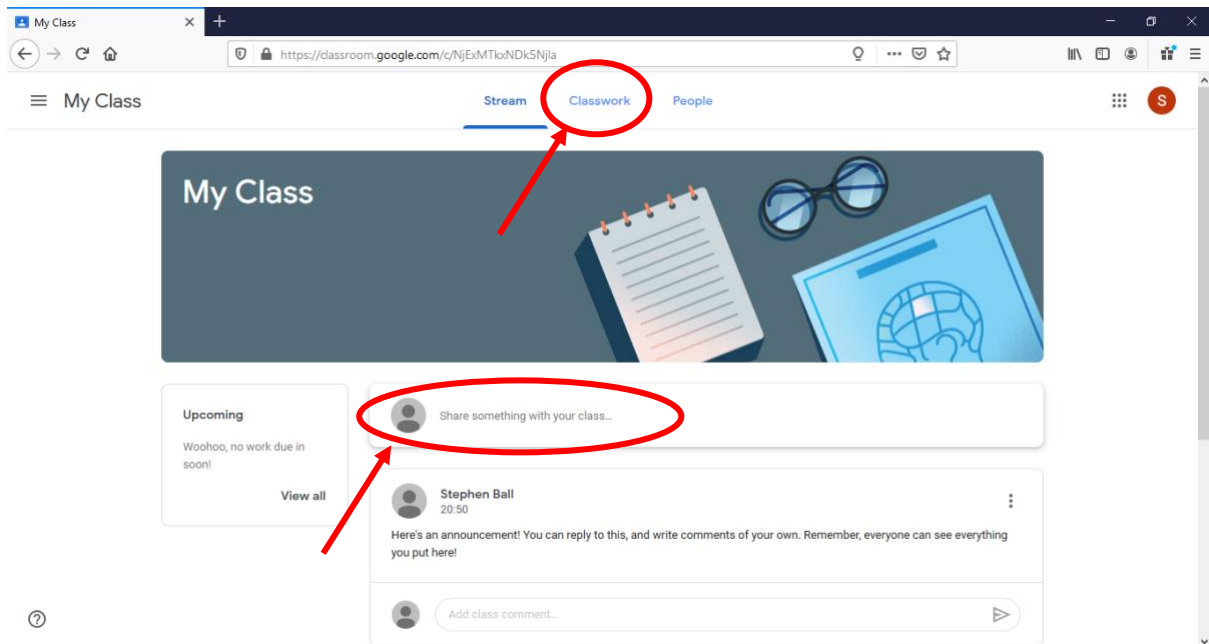 My Class
https://classroom.google.com/c/NjExMTkxNDk5Njla
My Class
Stream Classwork People
S
My Class
Upcoming
Woohoo, no work due in
soon!
View all
Share something with your class...
Stephen Ball
20:50
Here's an announcement! You can reply to this, and write comments of your own. Remember, everyone can see everything
you put here!
Add class comment...